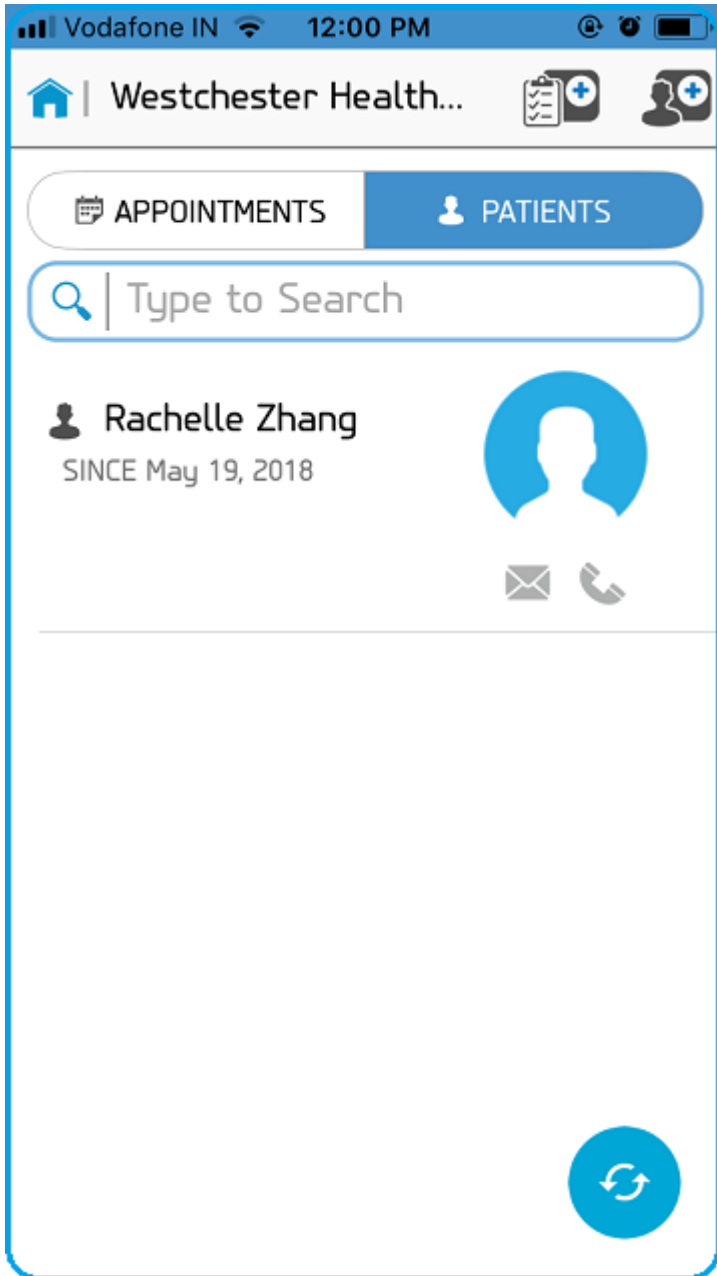 Vodafone IN 12:00 PM
Westchester Health...
APPOINTMENTS PATIENTS
Type to Search
Rachelle Zhang
SINCE May 19, 2018